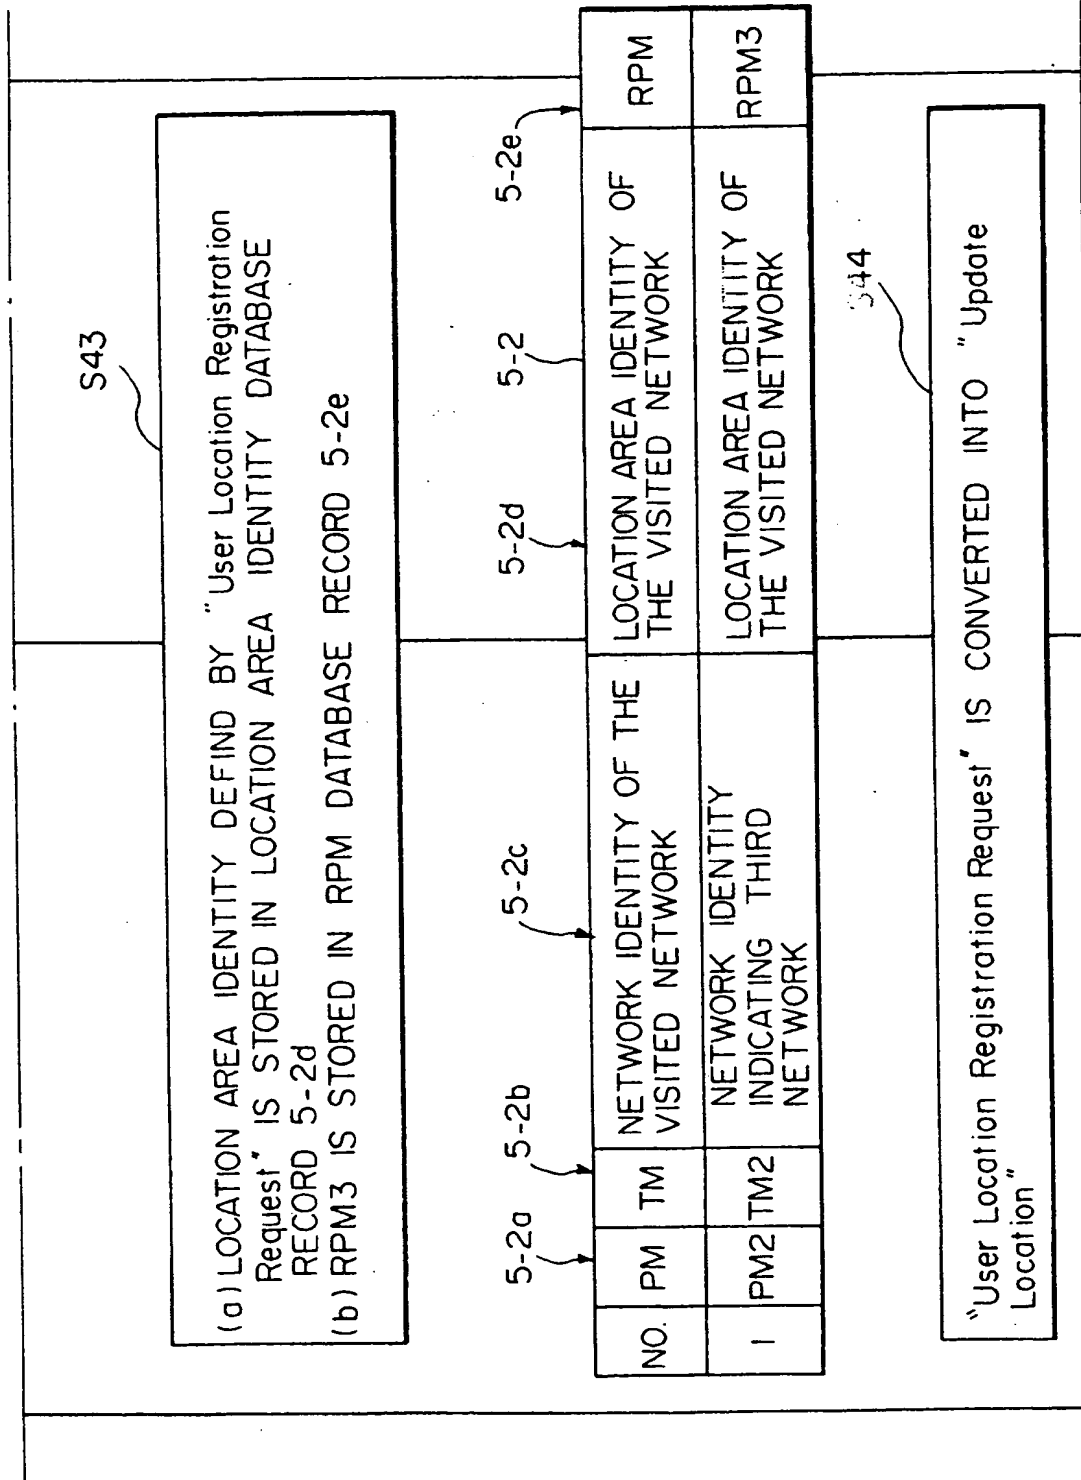 S43
(a) LOCATION AREA IDENTITY DEFIND BY "User Location Registration
Request" IS STORED IN LOCATION AREA IDENTITY DATABASE
RECORD 5-2d
(b) RPM3 IS STORED IN RPM DATABASE RECORD 5-2e
5-2a
5-2b
5-2c
5-2d
5-2
5-2e
NO.
PM
TM
NETWORK IDENTITY OF THE
VISITED NETWORK
LOCATION AREA IDENTITY OF
THE VISITED NETWORK
RPM
1
PM2
TM2
NETWORK IDENTITY
INDICATING THIRD
NETWORK
LOCATION AREA IDENTITY OF
THE VISITED NETWORK
RPM3
S44
"User Location Registration Request" IS CONVERTED INTO "Update
Location"